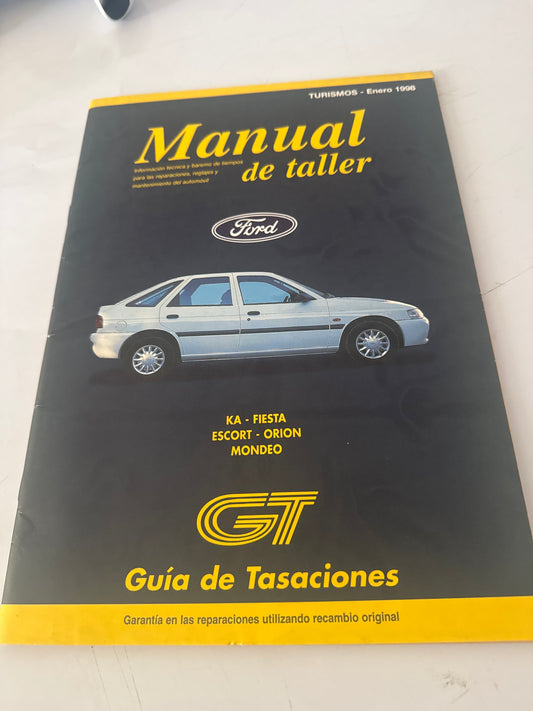 TURISMOS - Enero 1998
Manual
de taller
Información técnica y baremo de tiempos
para las reparaciones, reglajes y
mantenimiento del automóvil
Ford
KA - FIESTA
ESCORT - ORION
MONDEO
GT
Guía de Tasaciones
Garantía en las reparaciones utilizando recambio original